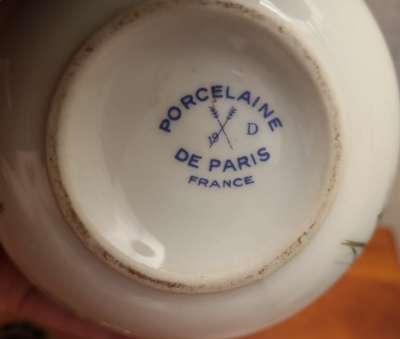 PORCELAINE
19 D
DE PARIS
FRANCE